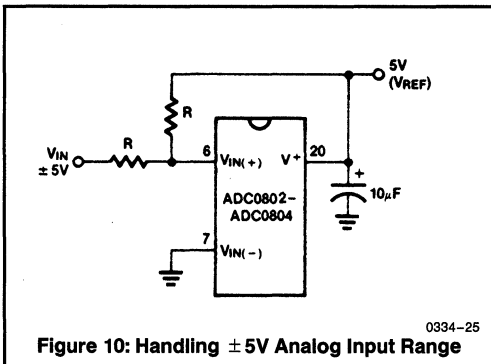 5V
(VREF)
R
R
VIN
± 5V
6
VIN(+)
V+
20
+
10µF
ADC0802–
ADC0804
7
VIN(–)
0334–25
Figure 10: Handling ±5V Analog Input Range